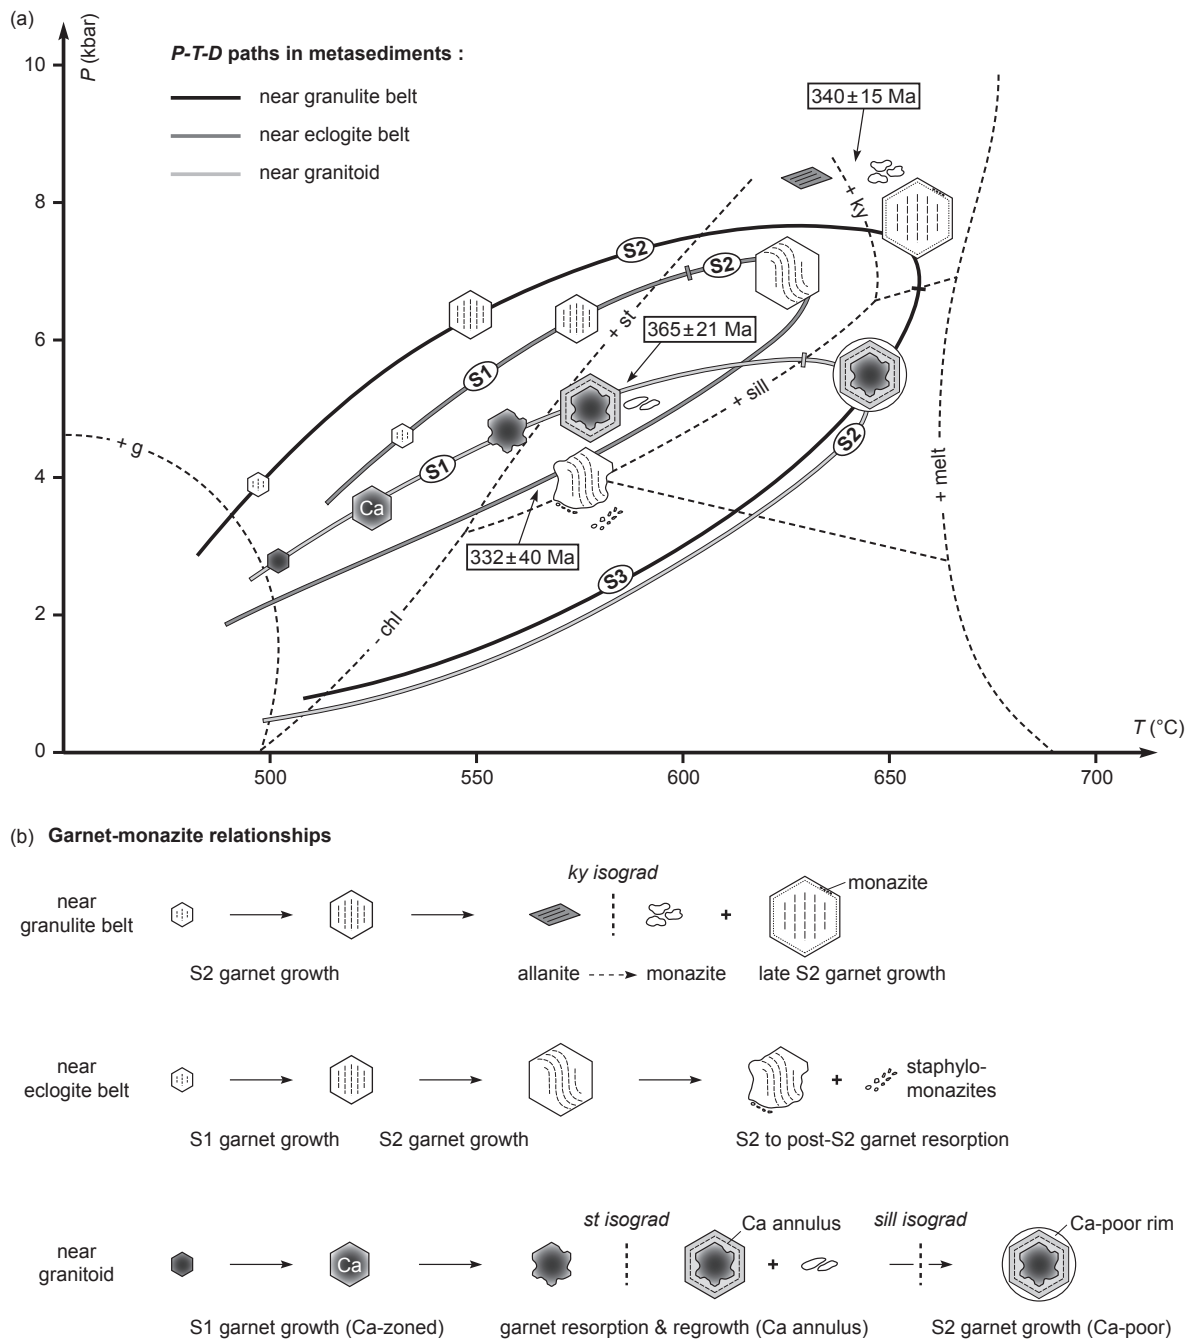 (a)
P (kbar)
10
8
6
4
2
0
P-T-D paths in metasediments :
near granulite belt
near eclogite belt
near granitoid
340±15 Ma
+ ky
S2
S2
+ st
365±21 Ma
S1
+ sill
+ g
S1
S2
Ca
+ melt
332±40 Ma
S3
- chl
T (°C)
500
550
600
650
700
(b) Garnet-monazite relationships
near
granulite belt
ky isograd
monazite
+
S2 garnet growth
allanite
monazite
late S2 garnet growth
near
eclogite belt
+
staphylo-
monazites
S1 garnet growth
S2 garnet growth
S2 to post-S2 garnet resorption
near
granitoid
Ca
st isograd
Ca annulus
+
sill isograd
Ca-poor rim
S1 garnet growth (Ca-zoned)
garnet resorption & regrowth (Ca annulus)
S2 garnet growth (Ca-poor)